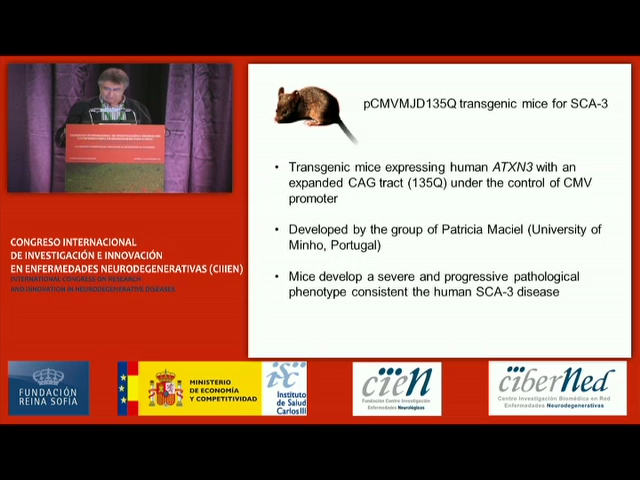 pCMVMJD135Q transgenic mice for SCA-3
• Transgenic mice expressing human ATXN3 with an
expanded CAG tract (135Q) under the control of CMV
promoter
• Developed by the group of Patricia Maciel (University of
Minho, Portugal)
• Mice develop a severe and progressive pathological
phenotype consistent the human SCA-3 disease
CONGRESO INTERNACIONAL
DE INVESTIGACIÓN E INNOVACIÓN
EN ENFERMEDADES NEURODEGENERATIVAS (CIIIEN)
INTERNATIONAL CONGRESS ON RESEARCH
AND INNOVATION IN NEURODEGENERATIVE DISEASES
FUNDACIÓN
REINA SOFÍA
MINISTERIO
DE ECONOMÍA
Y COMPETITIVIDAD
isc
Instituto
de Salud
Carlos III
cien
Fundación Centro Investigación
Enfermedades Neurológicas
ciberned
Centro Investigación Biomédica en Red
Enfermedades Neurodegenerativas